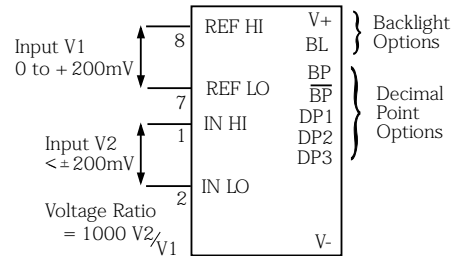 Input V1
0 to + 200mV
8
REF HI
7
REF LO
Input V2
<±200mV
1
IN HI
2
IN LO
Voltage Ratio
= 1000 V2/V1
V+
BL
Backlight
Options
BP
B̅P̅
DP1
DP2
DP3
Decimal
Point
Options
V-